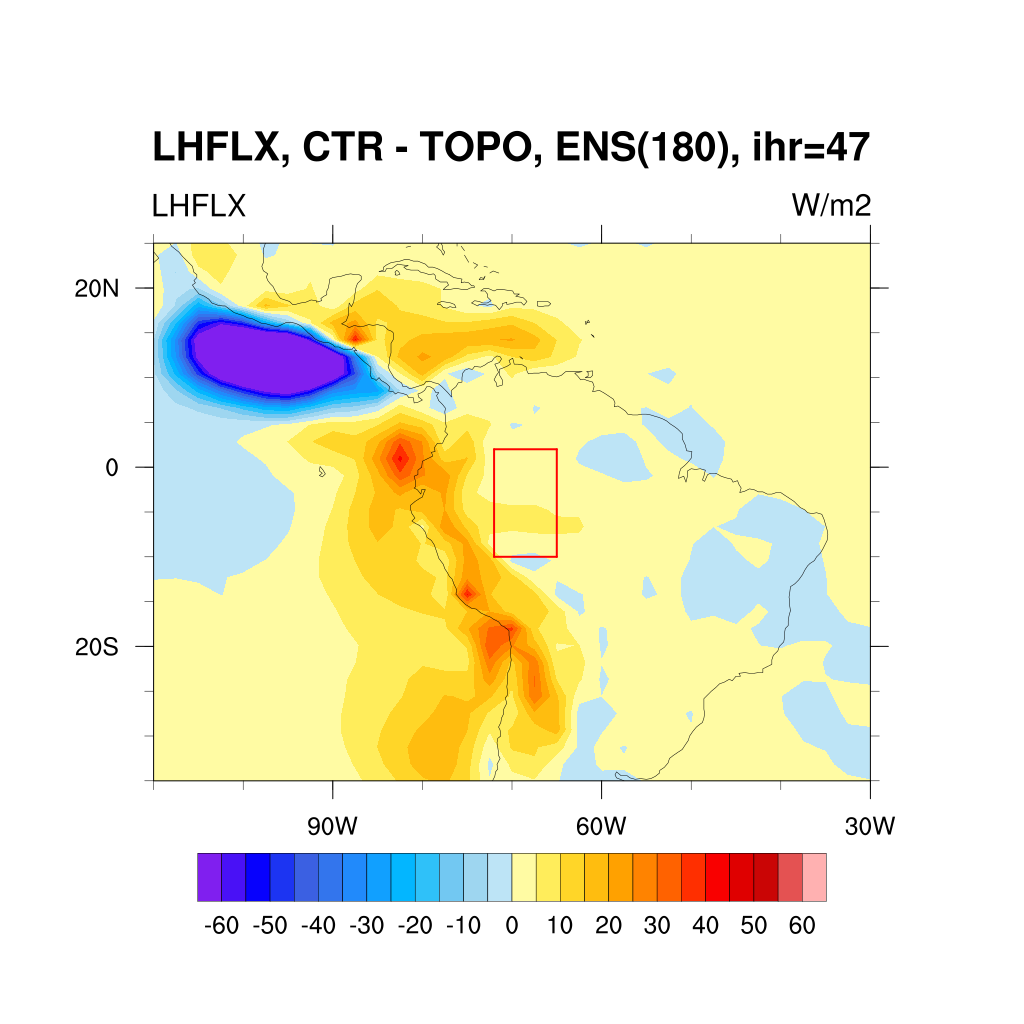 LHFLX, CTR - TOPO, ENS(180), ihr=47
LHFLX W/m2
20N
0
20S
90W 60W 30W
-60 -50 -40 -30 -20 -10 0 10 20 30 40 50 60